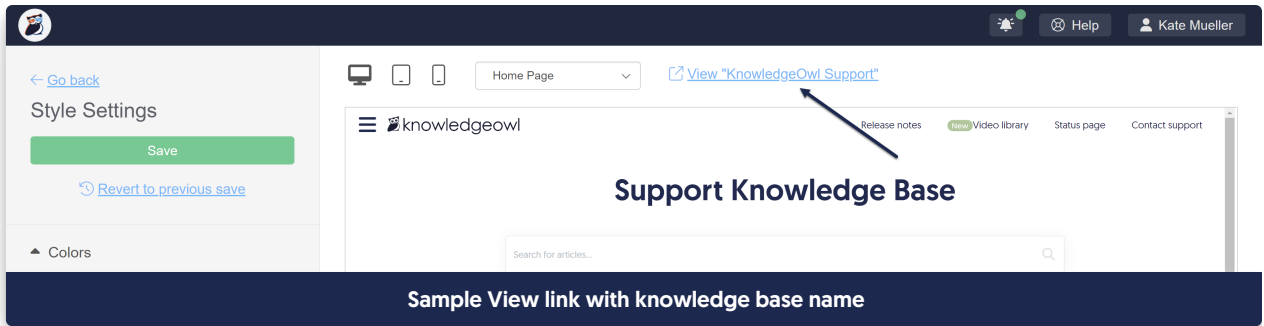 Help
Kate Mueller
Go back
Style Settings
Save
Revert to previous save
Colors
Home Page
View "KnowledgeOwl Support"
knowledgeowl
Release notes
New Video library
Status page
Contact support
Support Knowledge Base
Search for articles...
Sample View link with knowledge base name